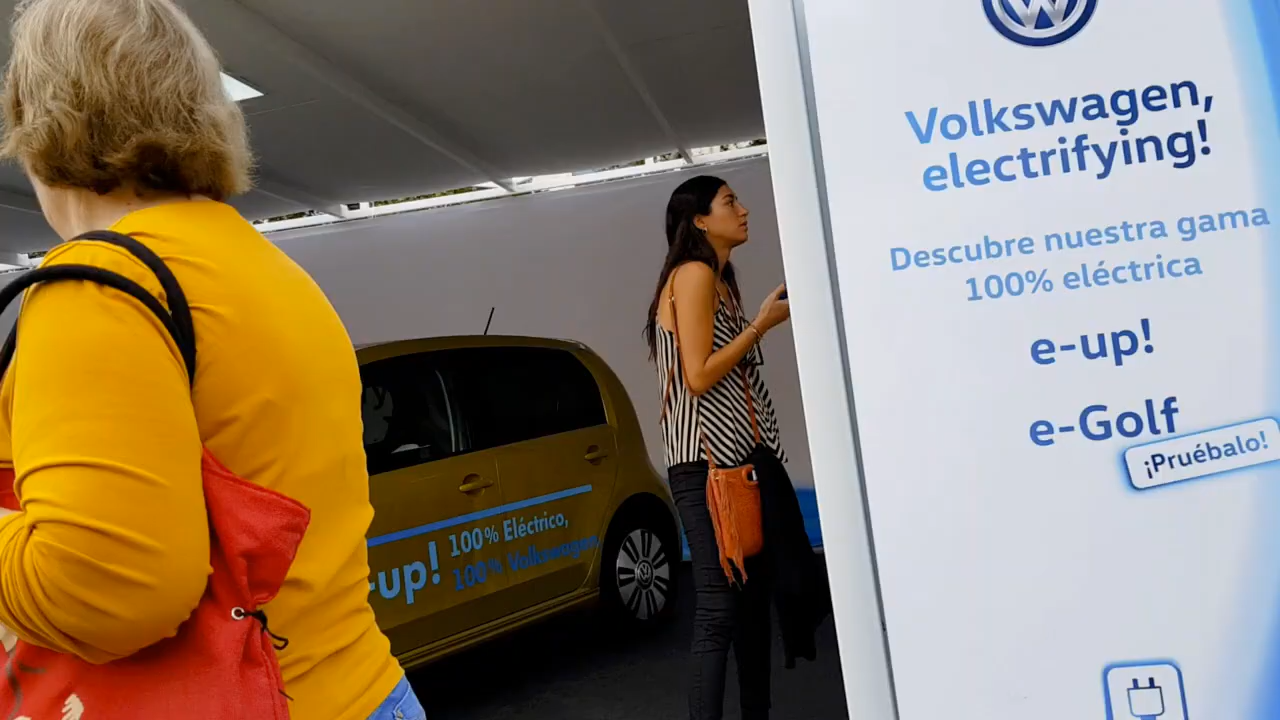 Volkswagen,
electrifying!
Descubre nuestra gama
100% eléctrica
e-up!
e-Golf
¡Pruébalo!
-up!
100% Eléctrico,
100% Volkswagen.